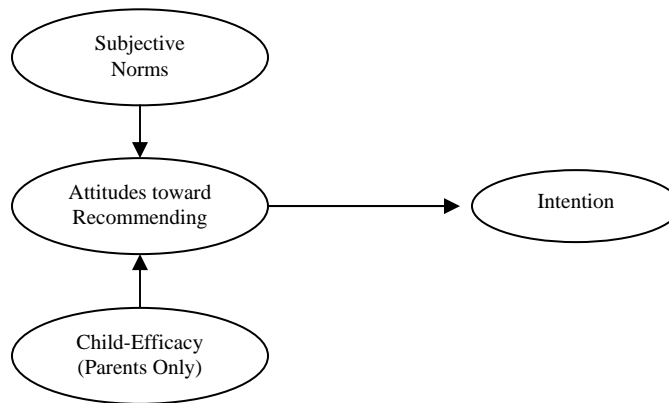 Subjective
Norms
Attitudes toward
Recommending
Intention
Child-Efficacy
(Parents Only)